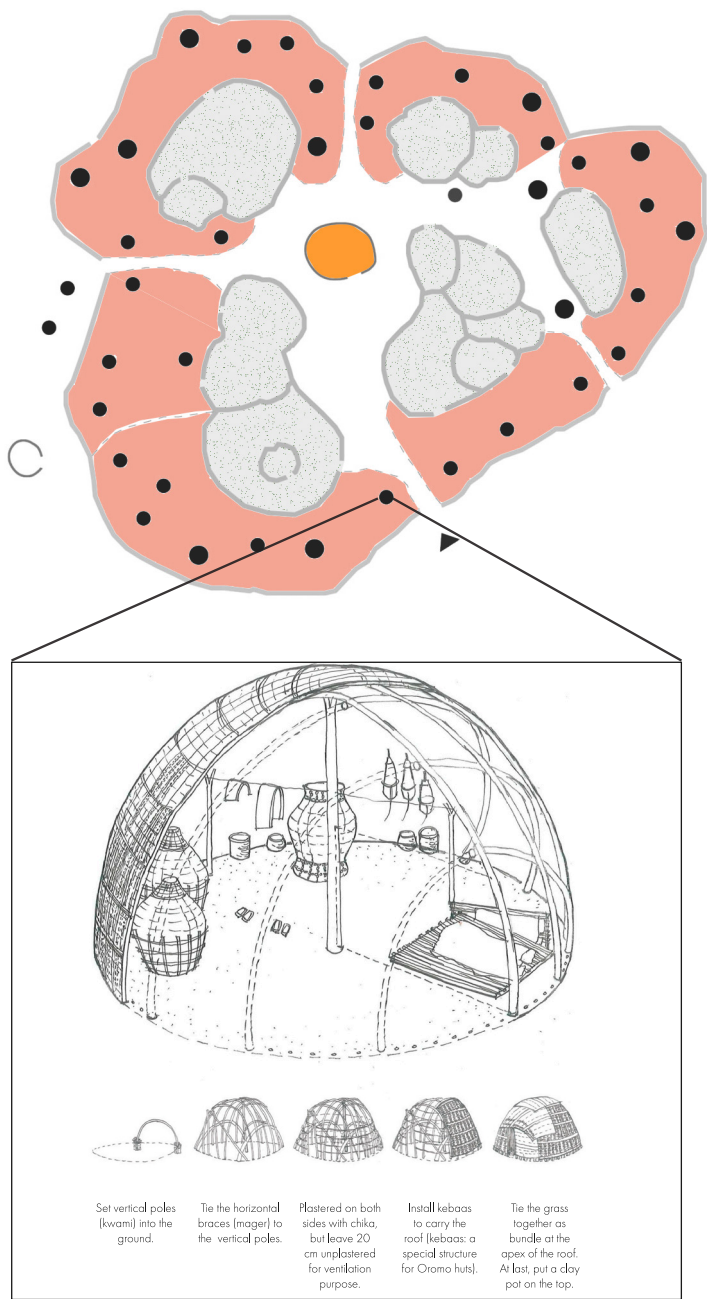 Set vertical poles
(kwami) into the
ground.
Tie the horizontal
braces (mager) to
the vertical poles.
Plastered on both
sides with chika,
but leave 20
cm unplastered
for ventilation
purpose.
Install kebaas
to carry the
roof (kebaas: a
special structure
for Oromo huts).
Tie the grass
together as
bundle at the
apex of the roof.
At last, put a clay
pot on the top.